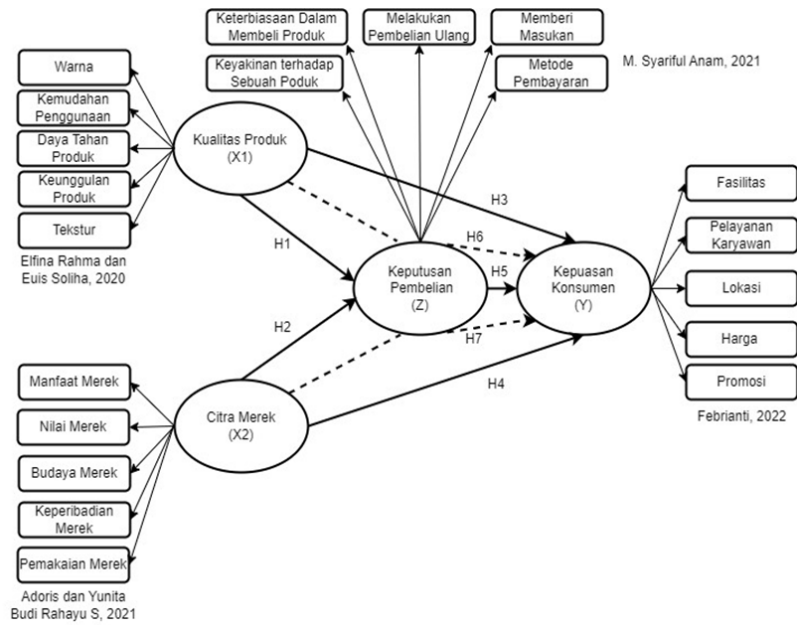 Keterbiasaan Dalam
Membeli Produk
Melakukan
Pembelian Ulang
Memberi
Masukan
Keyakinan terhadap
Sebuah Poduk
Metode
Pembayaran
M. Syariful Anam, 2021
Warna
Kemudahan
Penggunaan
Daya Tahan
Produk
Keunggulan
Produk
Tekstur
Elfina Rahma dan
Euis Soliha, 2020
Kualitas Produk
(X1)
H3
H1
H6
H5
H2
H7
H4
Keputusan
Pembelian
(Z)
Kepuasan
Konsumen
(Y)
Fasilitas
Pelayanan
Karyawan
Lokasi
Harga
Promosi
Febrianti, 2022
Manfaat Merek
Nilai Merek
Budaya Merek
Keperibadian
Merek
Pemakaian Merek
Adoris dan Yunita
Budi Rahayu S, 2021
Citra Merek
(X2)